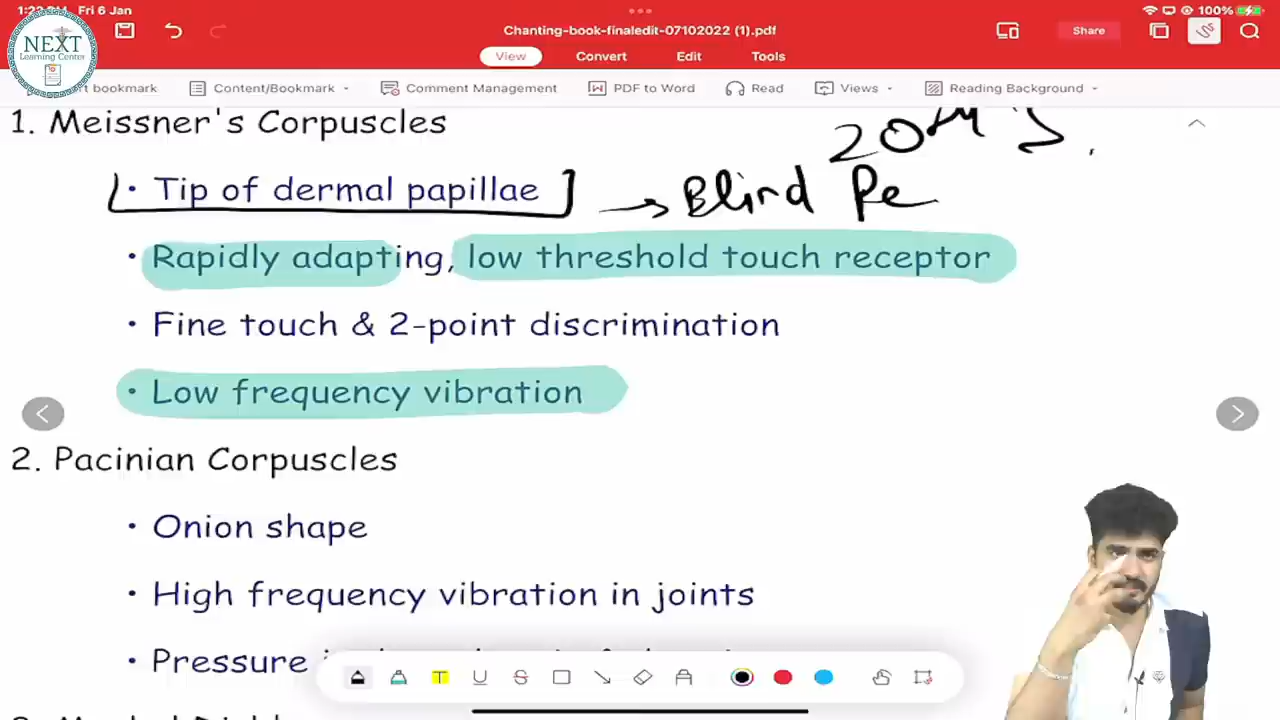 1:22 PM Fri 6 Jan
100%
NEXT
Learning Center
Chanting-book-finaledit-07102022 (1).pdf
Share
View Convert Edit Tools
bookmark Content/Bookmark Comment Management PDF to Word Read Views Reading Background
1. Meissner's Corpuscles
• Tip of dermal papillae → Blind Pe
• Rapidly adapting, low threshold touch receptor
• Fine touch & 2-point discrimination
• Low frequency vibration
2. Pacinian Corpuscles
• Onion shape
• High frequency vibration in joints
• Pressure